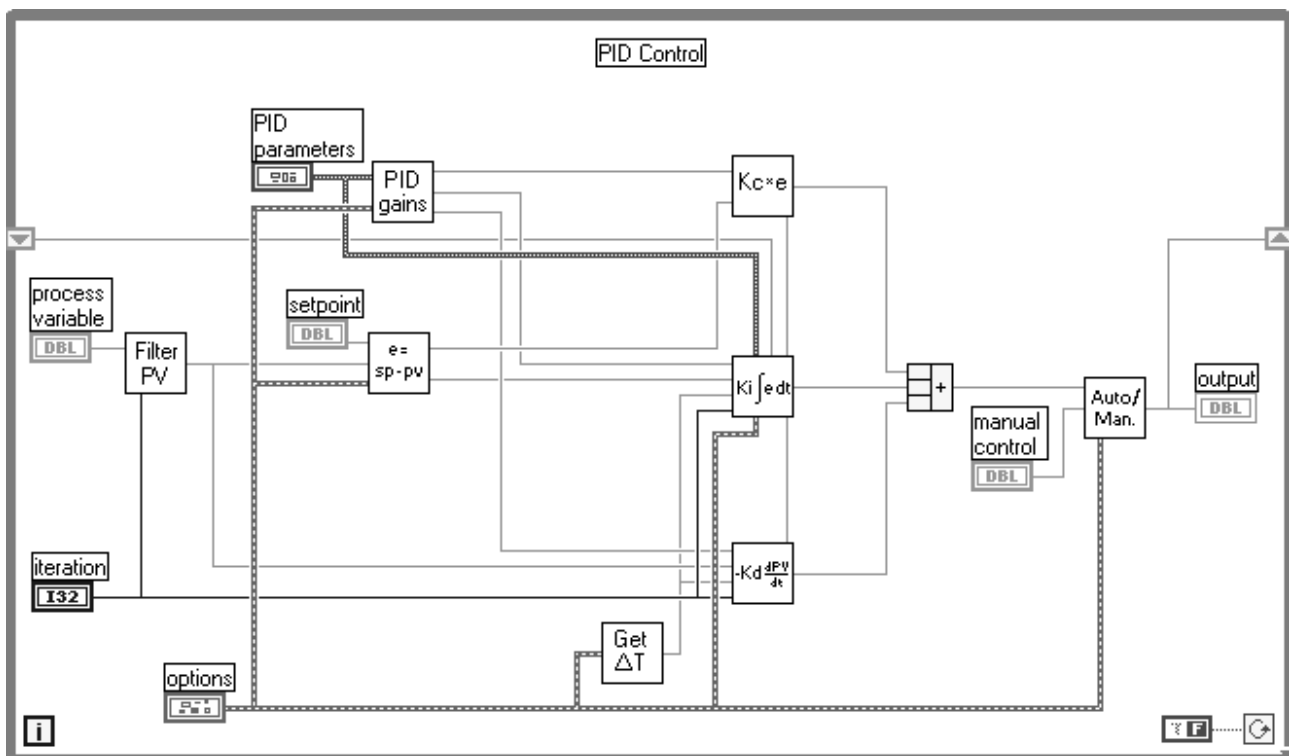 PID Control
PID
parameters
PID
gains
Kc×e
process
variable
DBL
Filter
PV
setpoint
DBL
e=
sp-pv
Ki∫edt
+
Auto/
Man.
output
DBL
manual
control
DBL
iteration
I32
-Kd dPV
dt
Get
ΔT
options
i
F